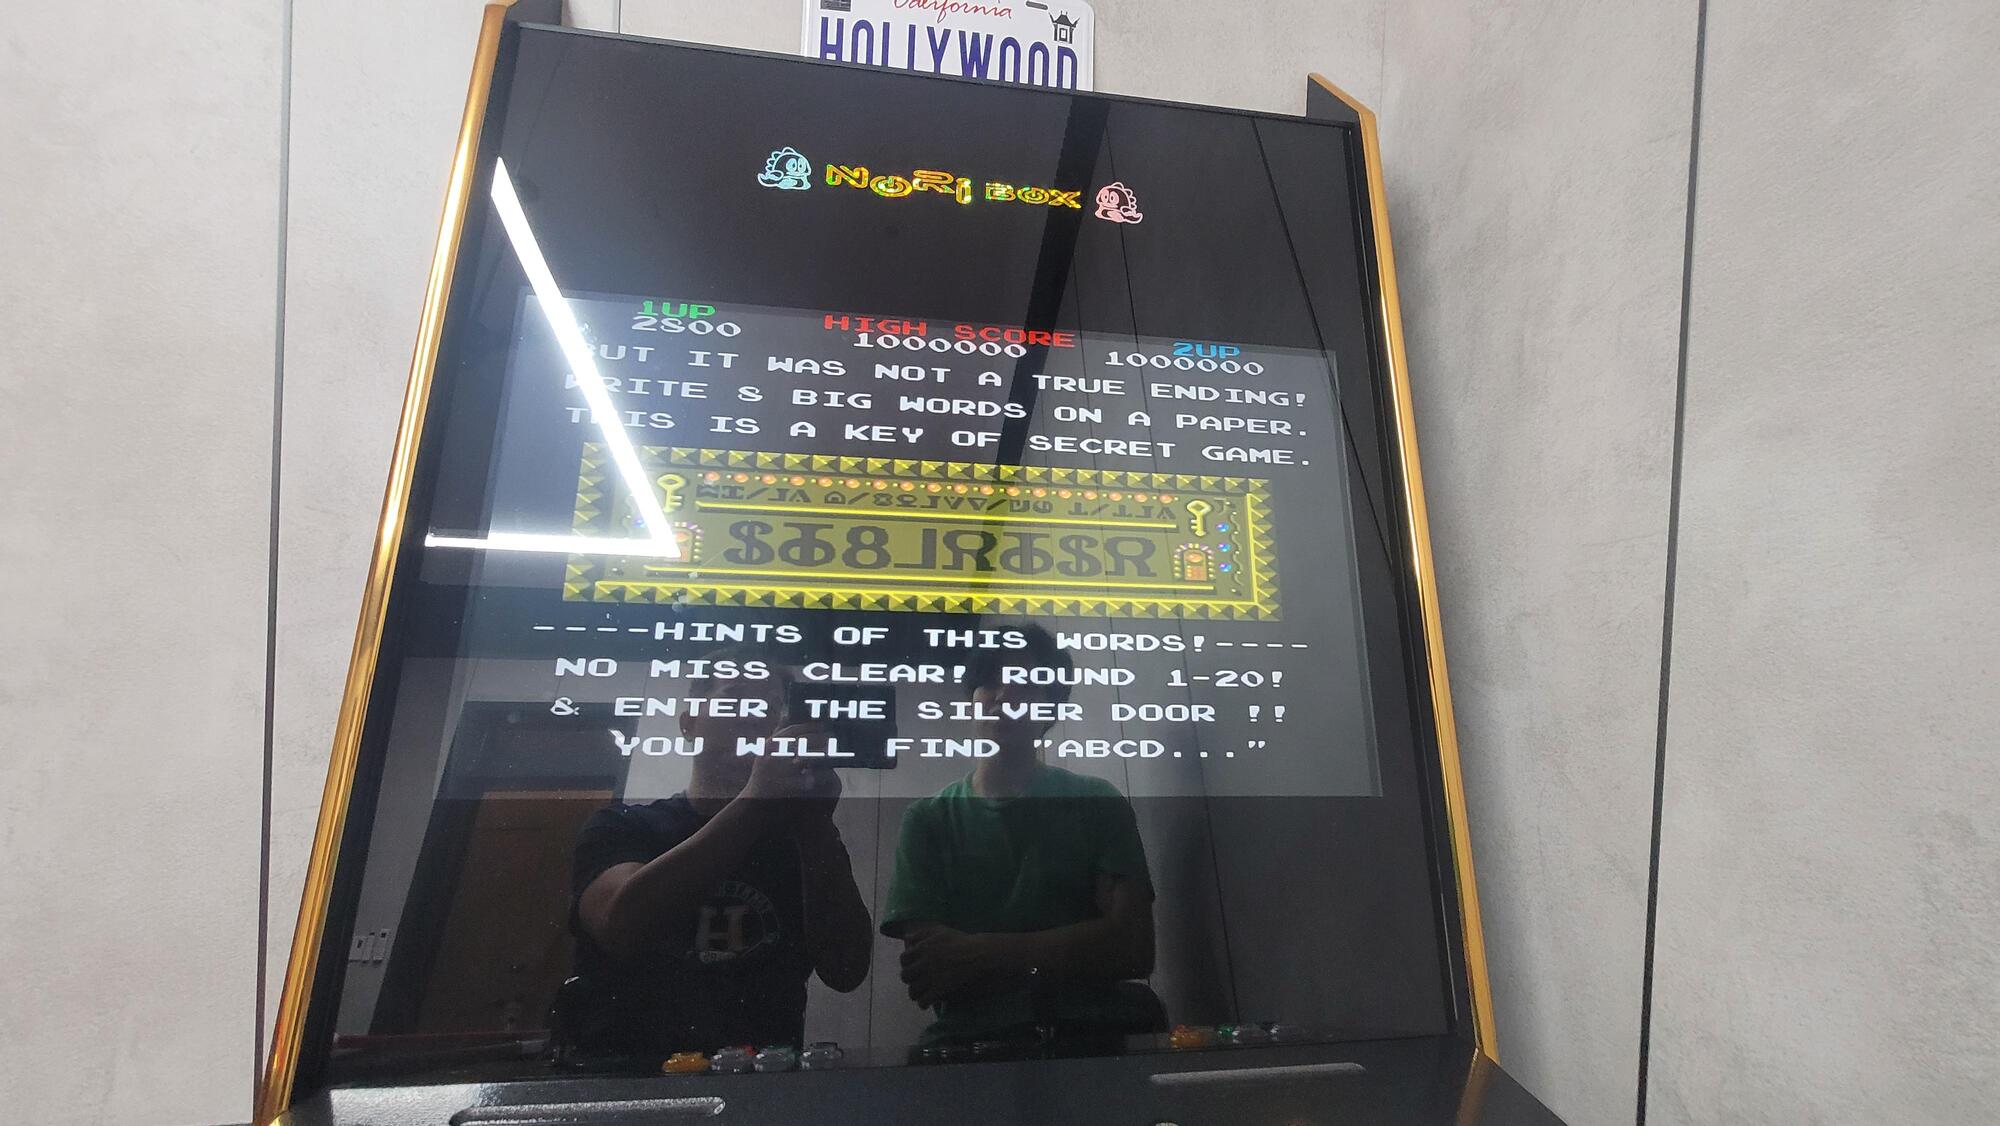 California
HOLLYWOOD
NORI BOX
1UP HIGH SCORE 2UP
2800 1000000 1000000
BUT IT WAS NOT A TRUE ENDING!
WRITE 8 BIG WORDS ON A PAPER.
THIS IS A KEY OF SECRET GAME.
----HINTS OF THIS WORDS!----
NO MISS CLEAR! ROUND 1-20!
& ENTER THE SILVER DOOR !!
YOU WILL FIND "ABCD..."
H